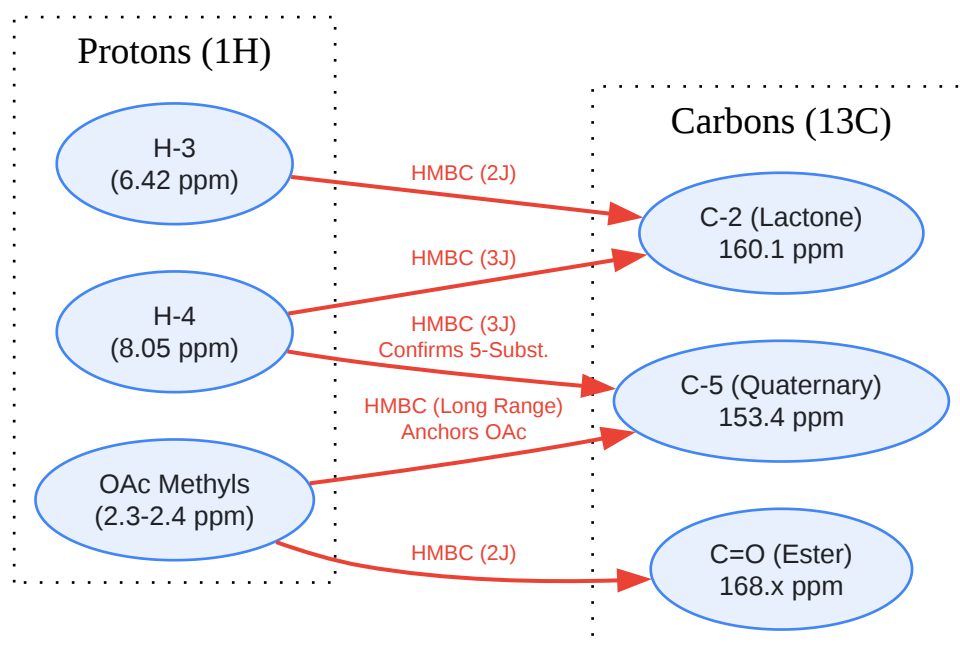 Protons (1H)
H-3
(6.42 ppm)
H-4
(8.05 ppm)
OAc Methyls
(2.3-2.4 ppm)
HMBC (2J)
HMBC (3J)
HMBC (3J)
Confirms 5-Subst.
HMBC (Long Range)
Anchors OAc
HMBC (2J)
Carbons (13C)
C-2 (Lactone)
160.1 ppm
C-5 (Quaternary)
153.4 ppm
C=O (Ester)
168.x ppm